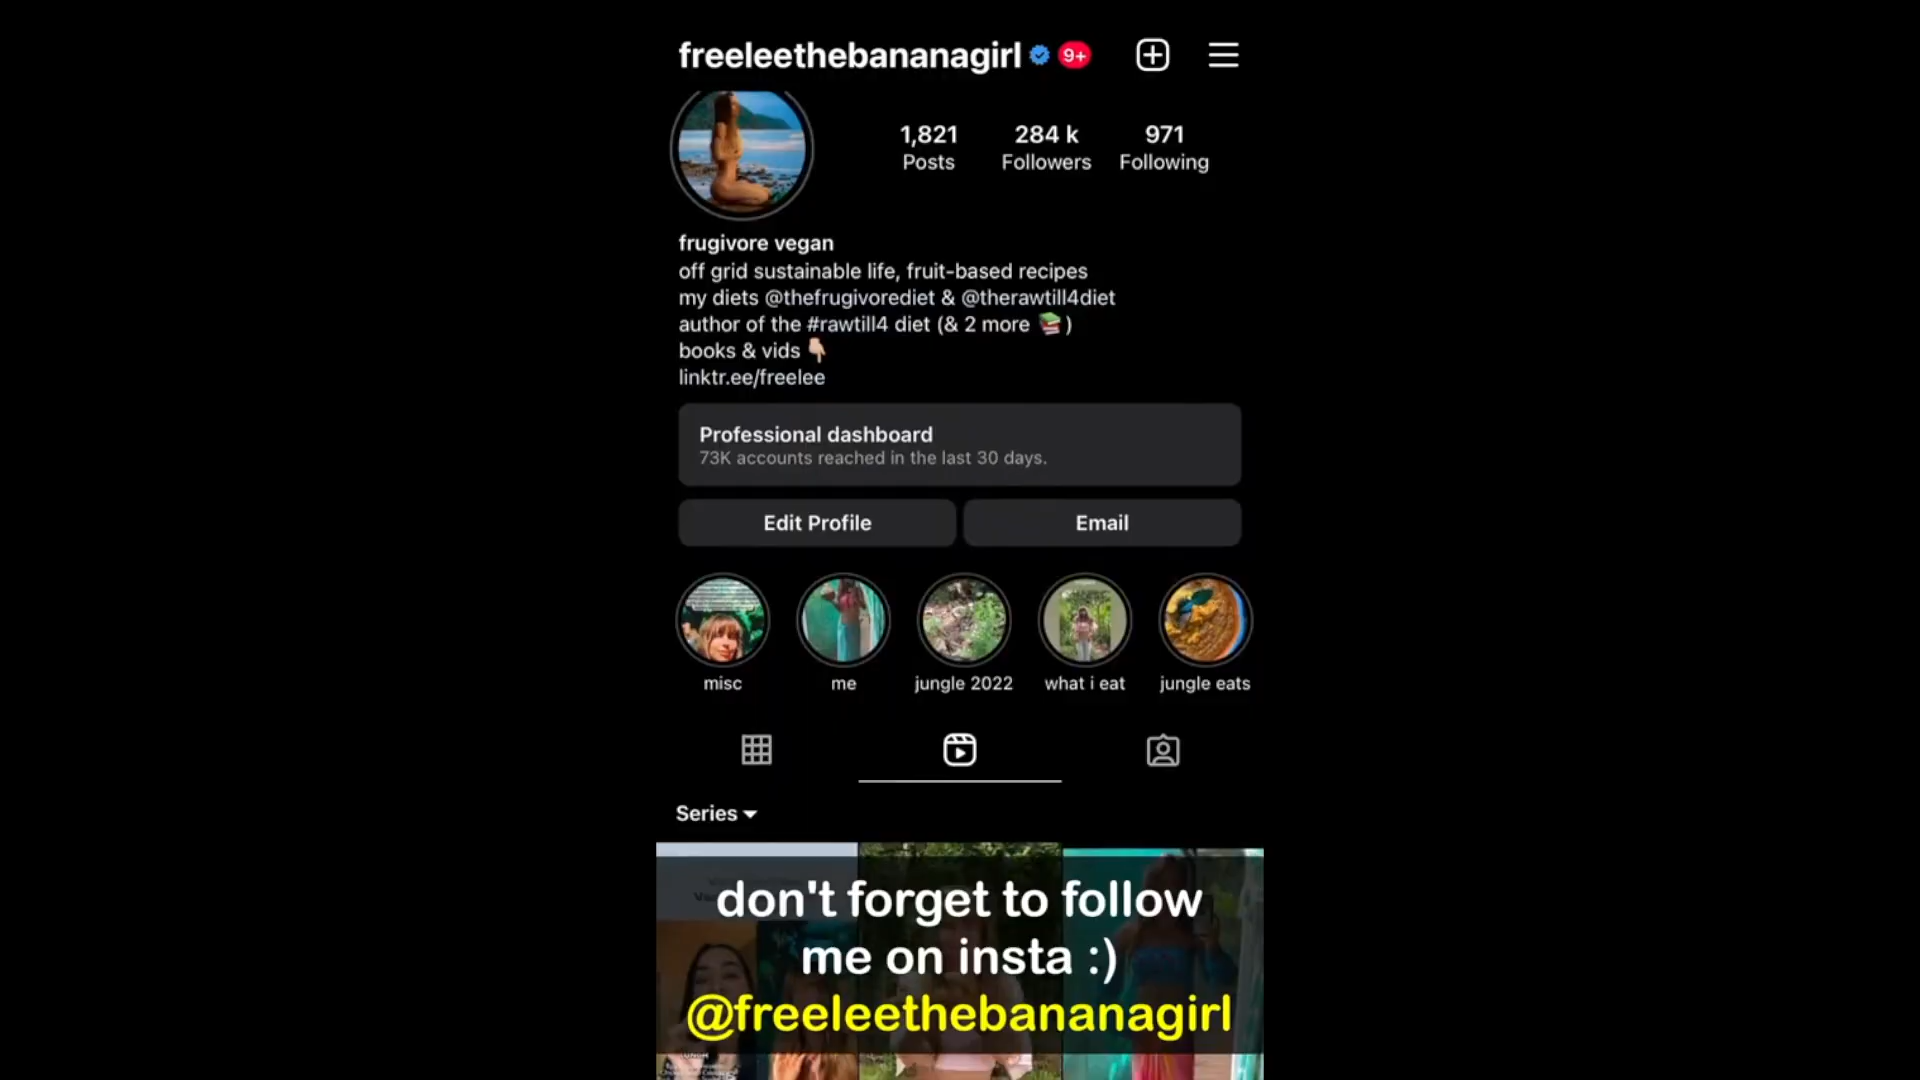 freeleethebananagirl 9+
1,821 284 k 971
Posts Followers Following
frugivore vegan
off grid sustainable life, fruit-based recipes
my diets @thefrugivorediet & @therawtill4diet
author of the #rawtill4 diet (& 2 more 📚)
books & vids 👇🏼
linktr.ee/freelee
Professional dashboard
73K accounts reached in the last 30 days.
Edit Profile Email
misc me jungle 2022 what i eat jungle eats
Series
don't forget to follow
me on insta :)
@freeleethebananagirl